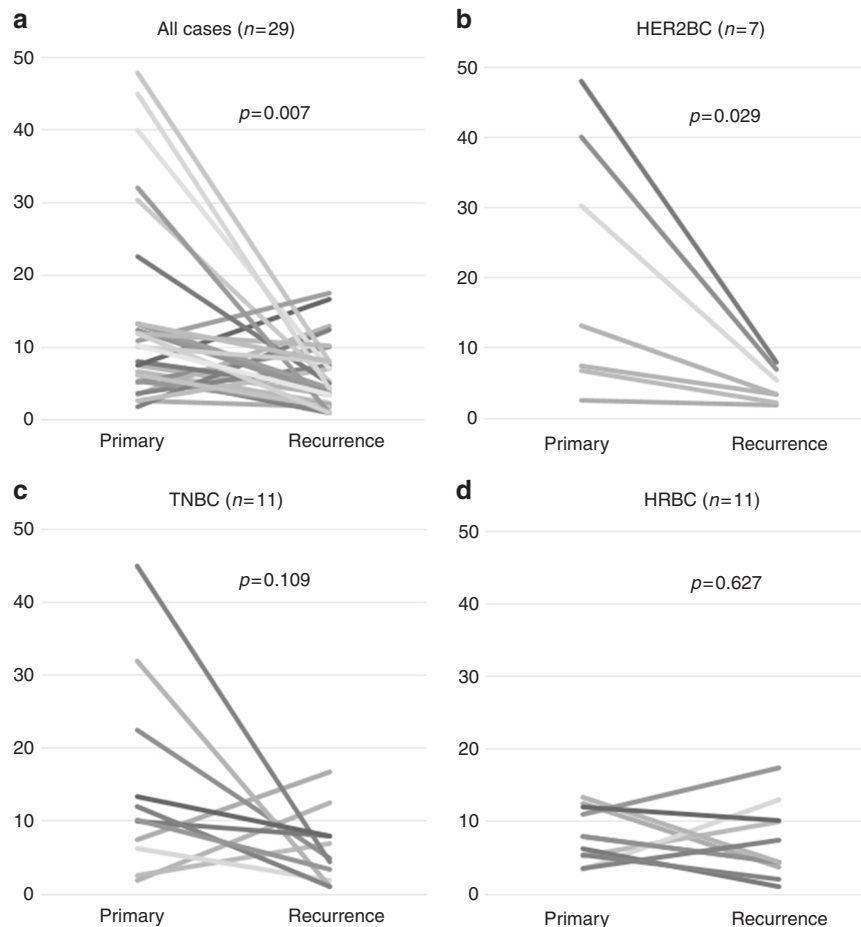 a
All cases (n=29)
50
40
30
20
10
0
p=0.007
Primary
Recurrence
b
HER2BC (n=7)
50
40
30
20
10
0
p=0.029
Primary
Recurrence
c
TNBC (n=11)
50
40
30
20
10
0
p=0.109
Primary
Recurrence
d
HRBC (n=11)
50
40
30
20
10
0
p=0.627
Primary
Recurrence